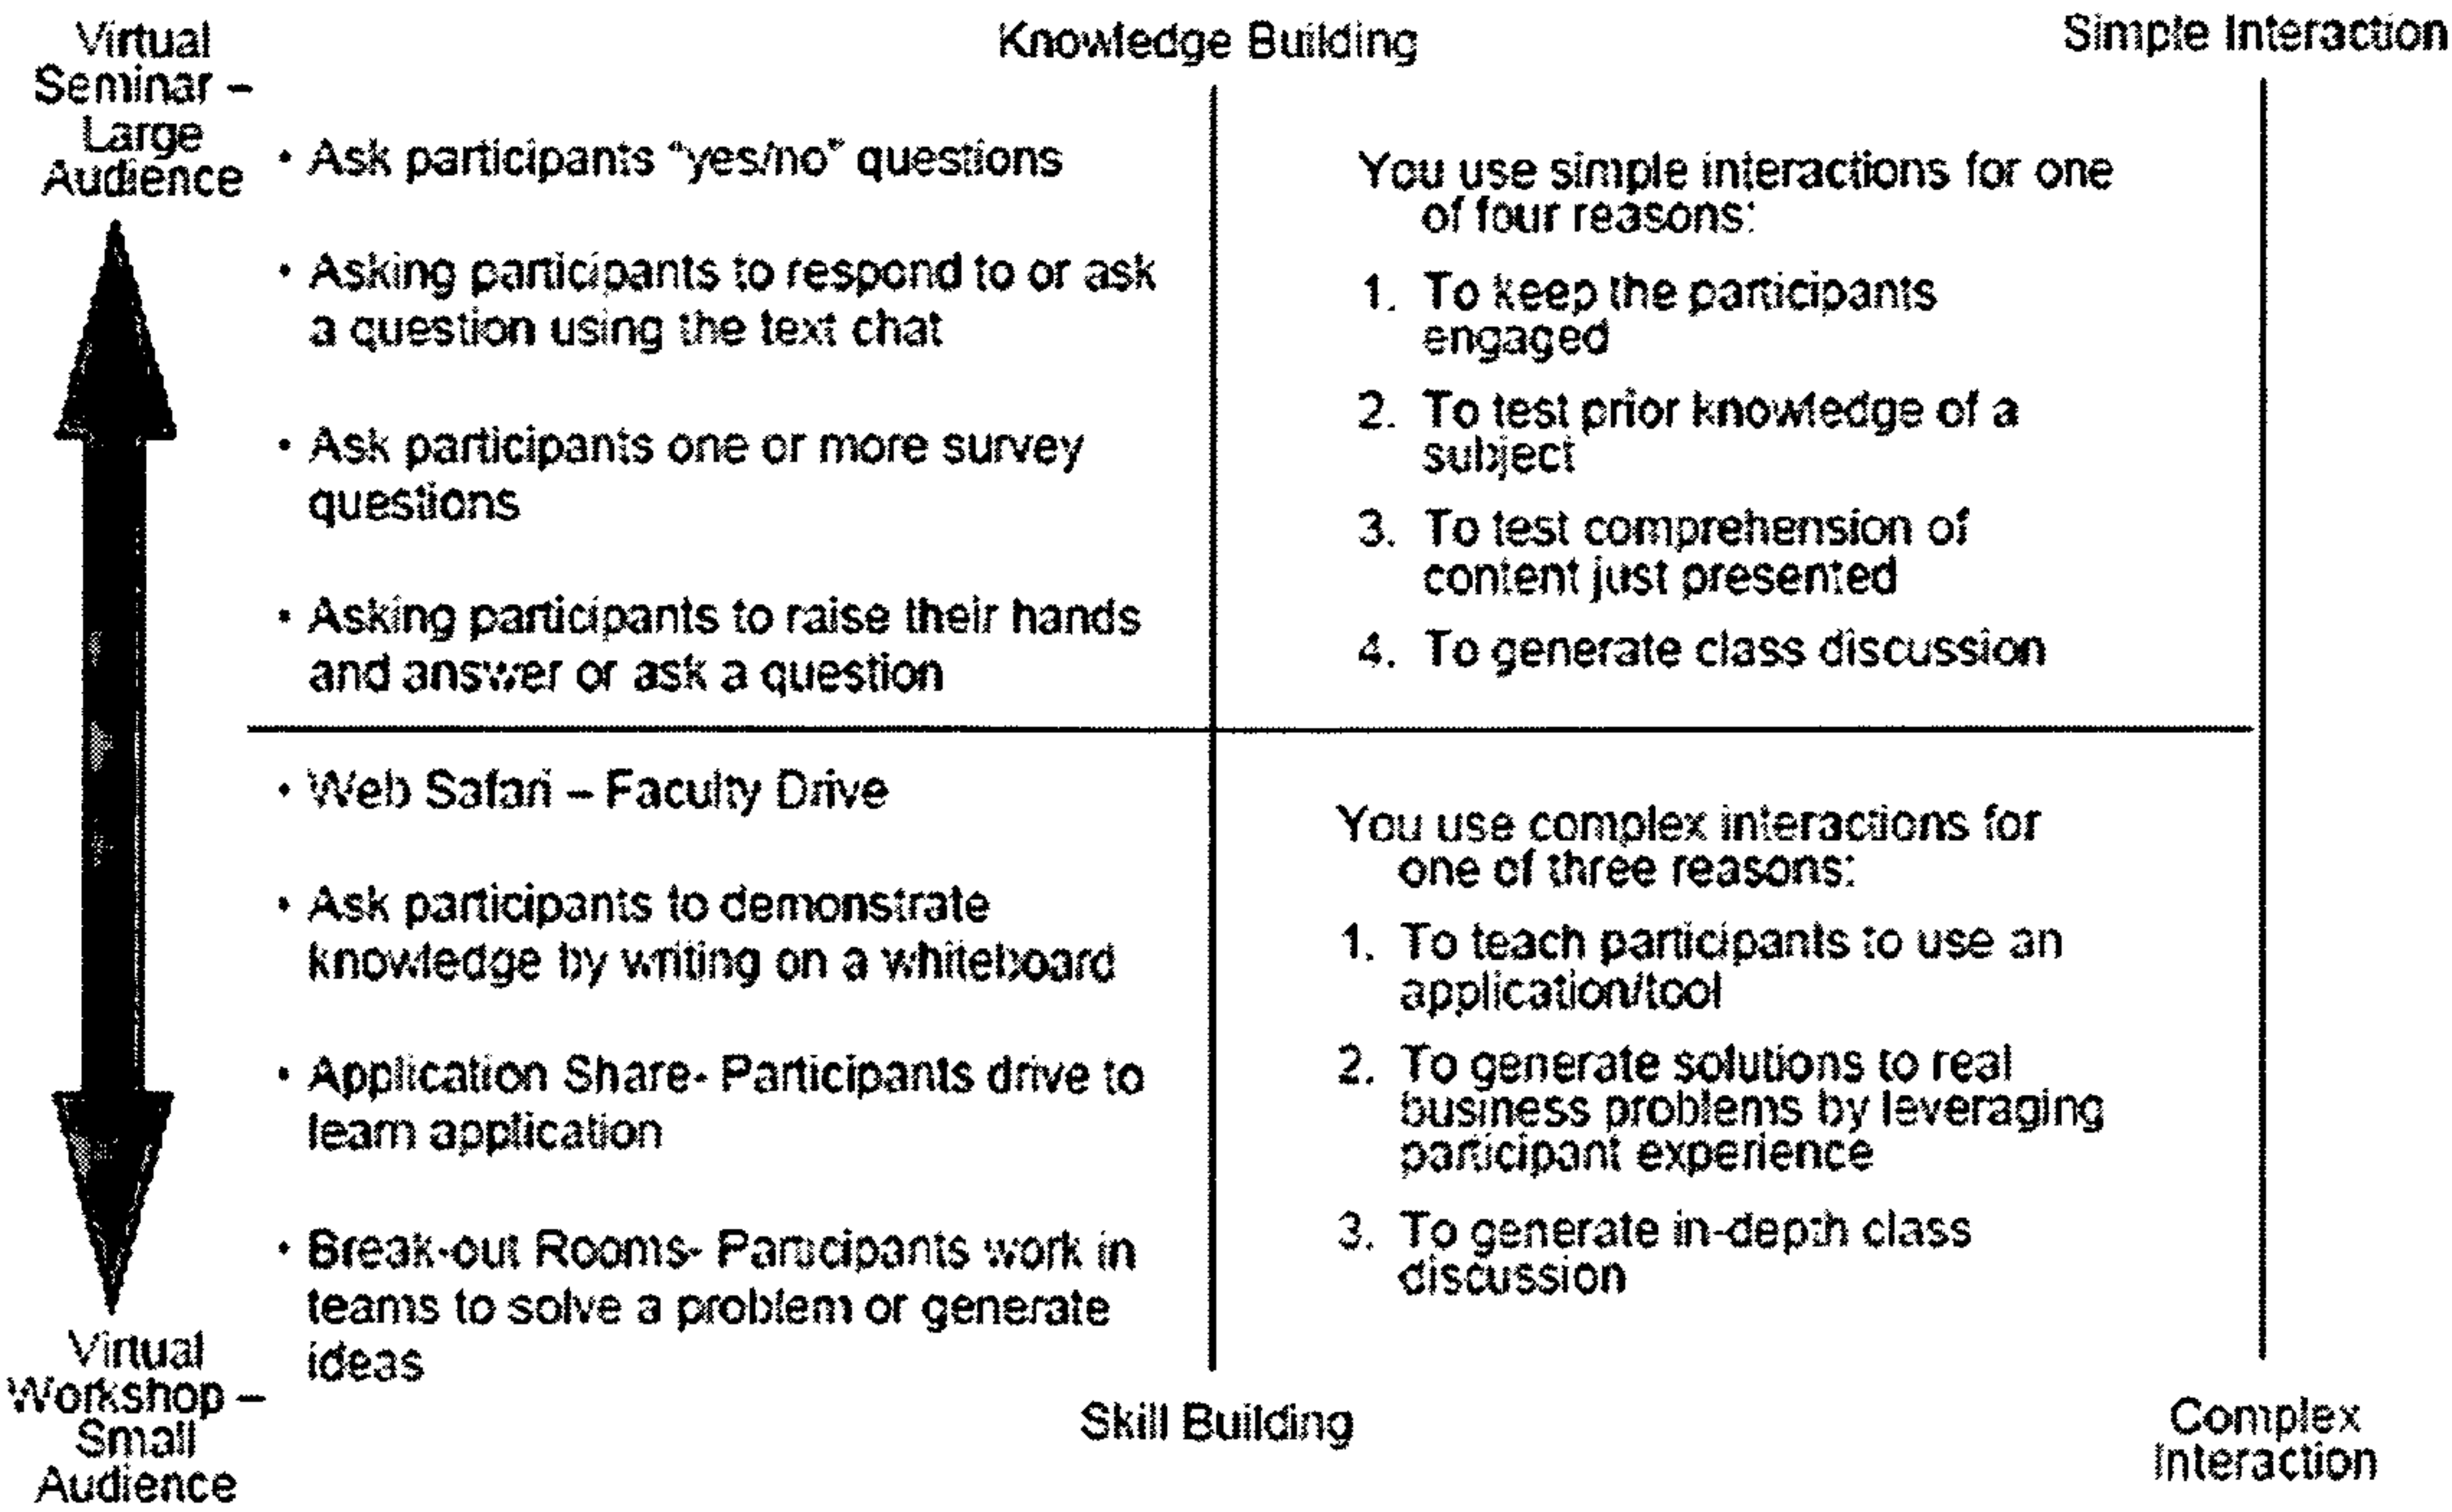 Virtual
Seminar –
Large
Audience
Knowledge Building
Simple Interaction
• Ask participants "yes/no" questions
• Asking participants to respond to or ask
a question using the text chat
• Ask participants one or more survey
questions
• Asking participants to raise their hands
and answer or ask a question
You use simple interactions for one
of four reasons:
1. To keep the participants
engaged
2. To test prior knowledge of a
subject
3. To test comprehension of
content just presented
4. To generate class discussion
• Web Safari – Faculty Drive
• Ask participants to demonstrate
knowledge by writing on a whiteboard
• Application Share- Participants drive to
learn application
• Break-out Rooms- Participants work in
teams to solve a problem or generate
ideas
You use complex interactions for
one of three reasons:
1. To teach participants to use an
application/tool
2. To generate solutions to real
business problems by leveraging
participant experience
3. To generate in-depth class
discussion
Virtual
Workshop –
Small
Audience
Skill Building
Complex
Interaction